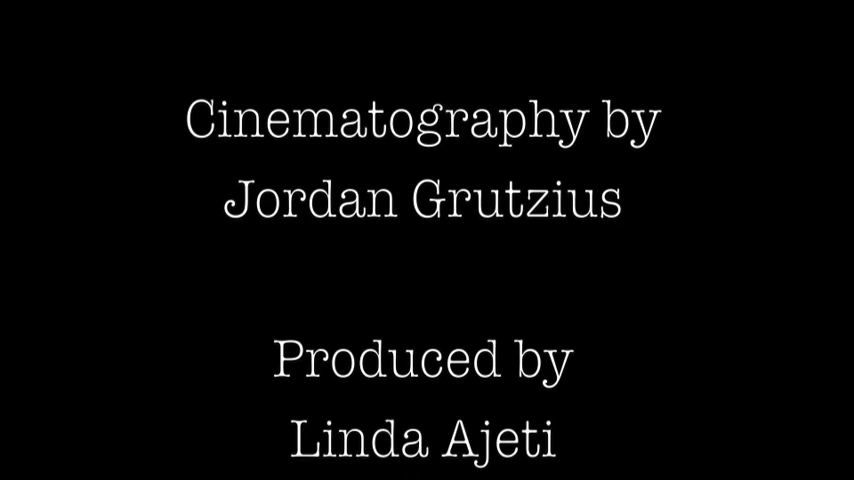 Cinematography by
Jordan Grutzius
Produced by
Linda Ajeti